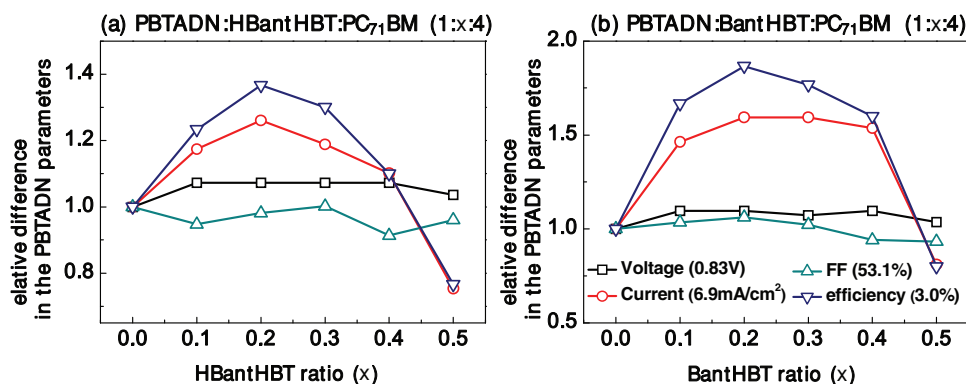 (a) PBTADN:HBantHBT:PC71BM (1:x:4)
elative difference
in the PBTADN parameters
1.4
1.2
1.0
0.8
0.0 0.1 0.2 0.3 0.4 0.5
HBantHBT ratio (x)
(b) PBTADN:BantHBT:PC71BM (1:x:4)
elative difference
in the PBTADN parameters
2.0
1.5
1.0
0.5
Voltage (0.83V)
Current (6.9mA/cm²)
FF (53.1%)
efficiency (3.0%)
0.0 0.1 0.2 0.3 0.4 0.5
BantHBT ratio (x)